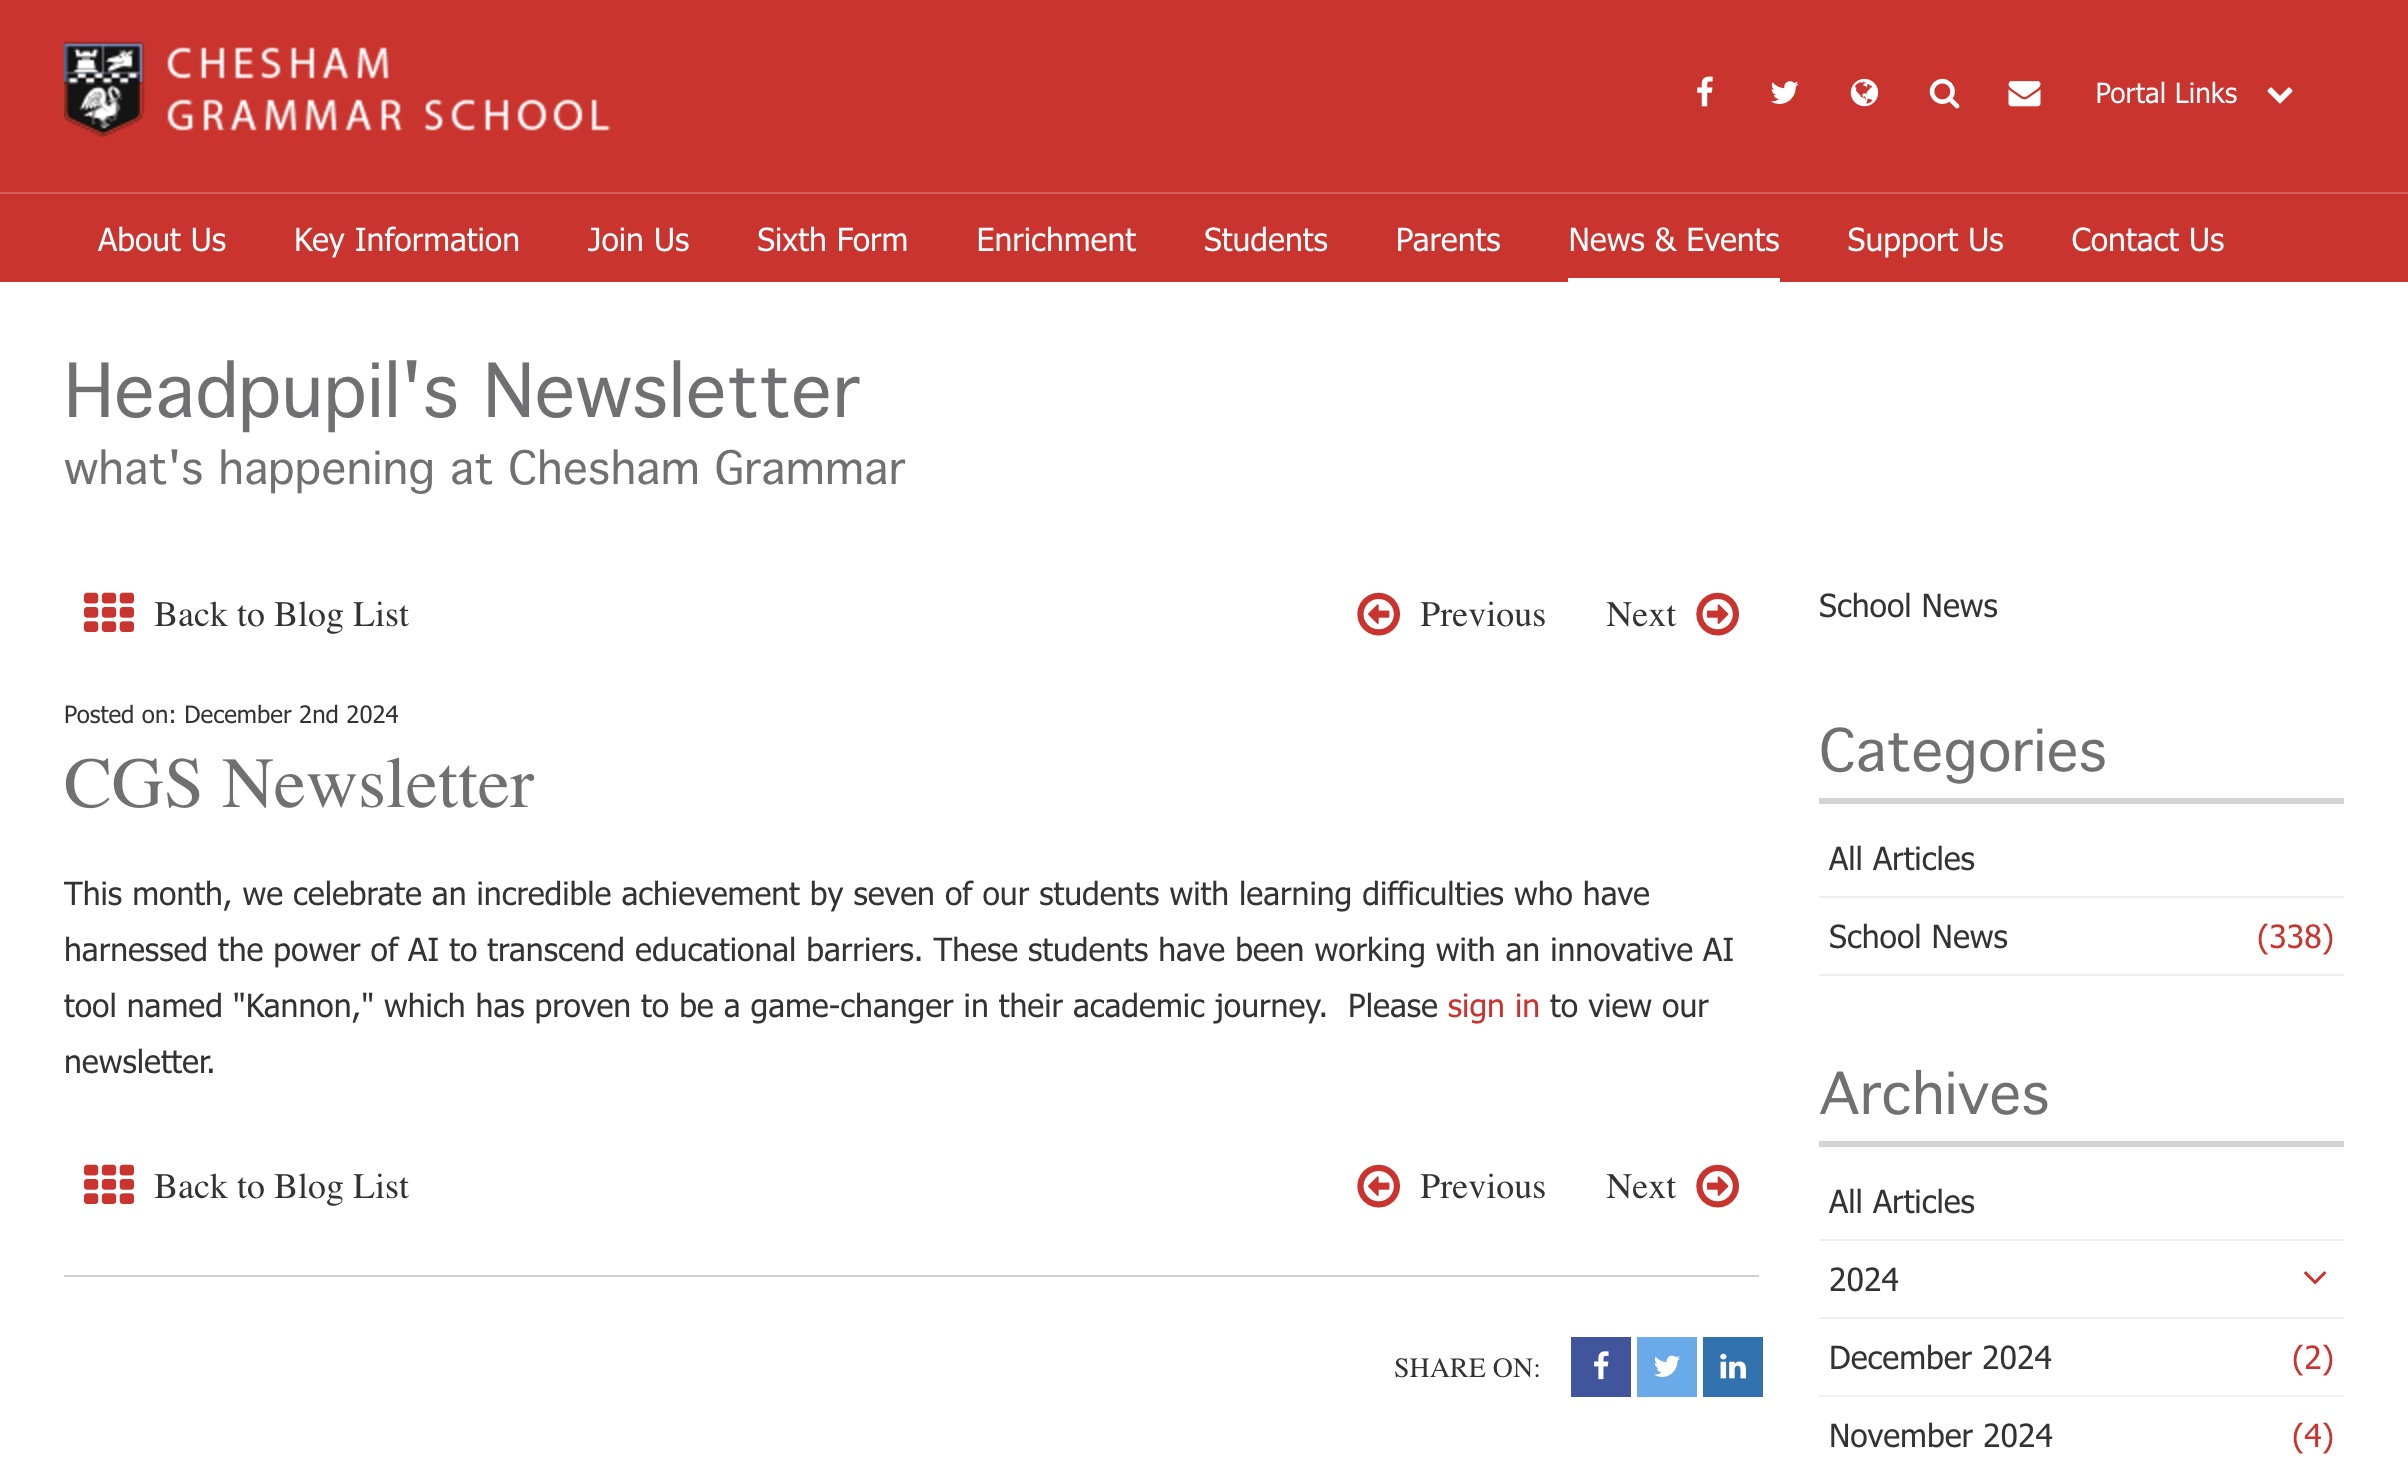 CHESHAM
GRAMMAR SCHOOL
Portal Links
About Us Key Information Join Us Sixth Form Enrichment Students Parents News & Events Support Us Contact Us
Headpupil's Newsletter
what's happening at Chesham Grammar
Back to Blog List Previous Next
Posted on: December 2nd 2024
CGS Newsletter
This month, we celebrate an incredible achievement by seven of our students with learning difficulties who have
harnessed the power of AI to transcend educational barriers. These students have been working with an innovative AI
tool named "Kannon," which has proven to be a game-changer in their academic journey. Please sign in to view our
newsletter.
Back to Blog List Previous Next
SHARE ON:
School News
Categories
All Articles
School News (338)
Archives
All Articles
2024
December 2024 (2)
November 2024 (4)